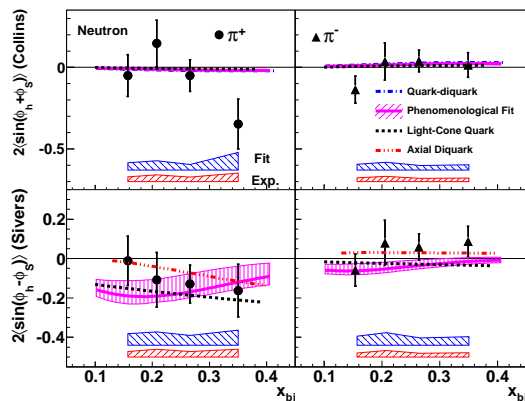 Neutron
π+
π-
2⟨sin(ϕh+ϕS)⟩ (Collins)
0
-0.5
Quark-diquark
Phenomenological Fit
Light-Cone Quark
Axial Diquark
Fit
Exp.
2⟨sin(ϕh-ϕS)⟩ (Sivers)
0.2
0
-0.2
-0.4
0.1 0.2 0.3 0.4 0.1 0.2 0.3 0.4
xbj xbj